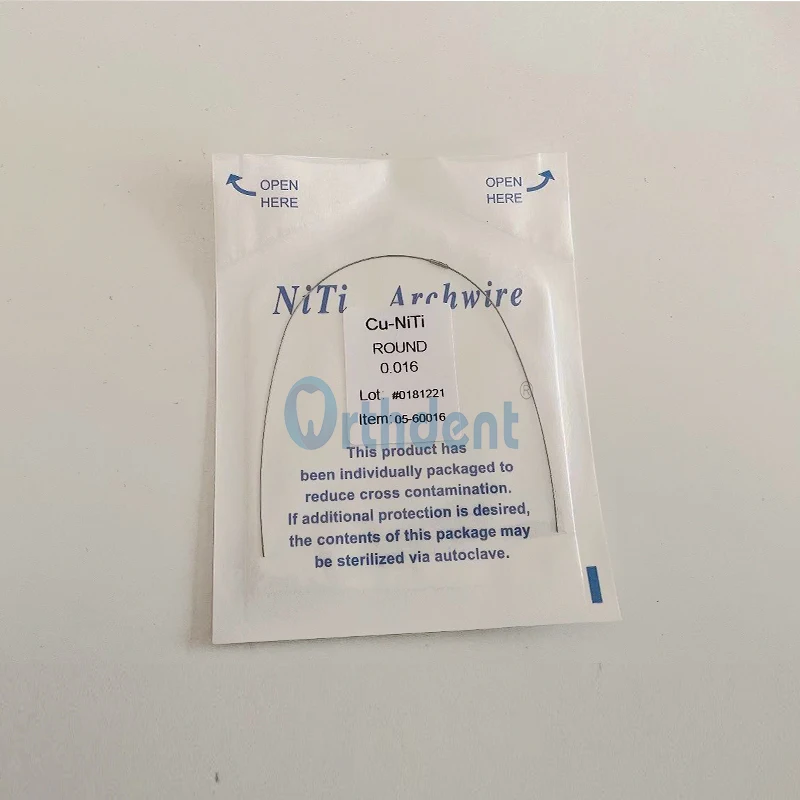 OPEN
HERE
OPEN
HERE
NiTi Archwire
Cu-NiTi
ROUND
0.016
Lot: #0181221
Item: 05-60016
®
Orthdent
This product has
been individually packaged to
reduce cross contamination.
If additional protection is desired,
the contents of this package may
be sterilized via autoclave.